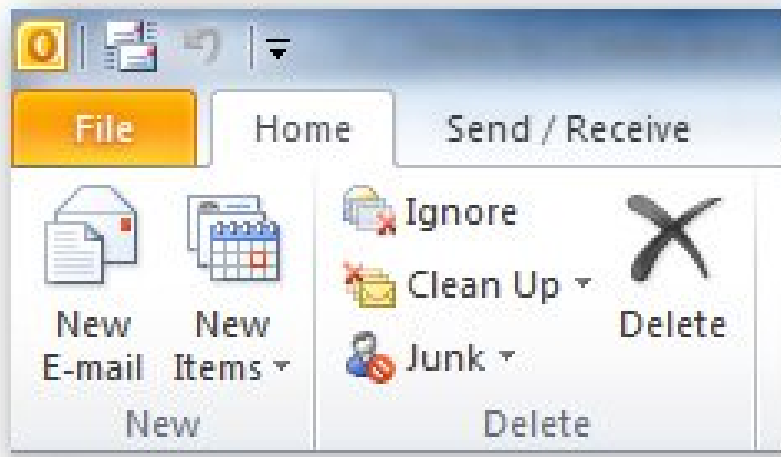 File Home Send / Receive
Ignore
Clean Up
Junk
New
E-mail
New
Items
Delete
New
Delete